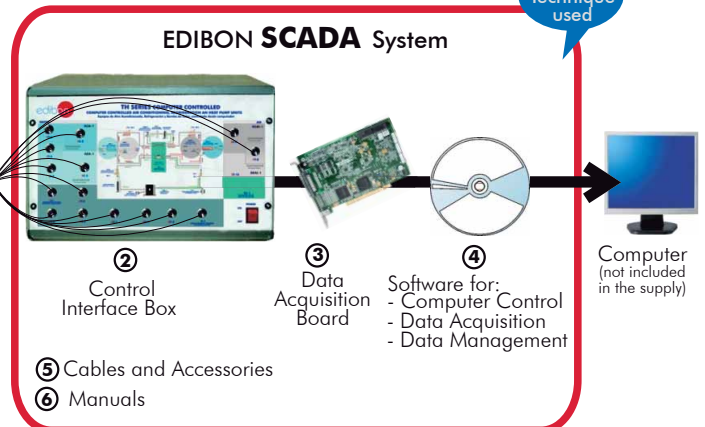 Technique
used
EDIBON SCADA System
edibon
TH SERIES COMPUTER CONTROLLED
②
Control
Interface Box
③
Data
Acquisition
Board
④
Software for:
- Computer Control
- Data Acquisition
- Data Management
Computer
(not included
in the supply)
⑤ Cables and Accessories
⑥ Manuals